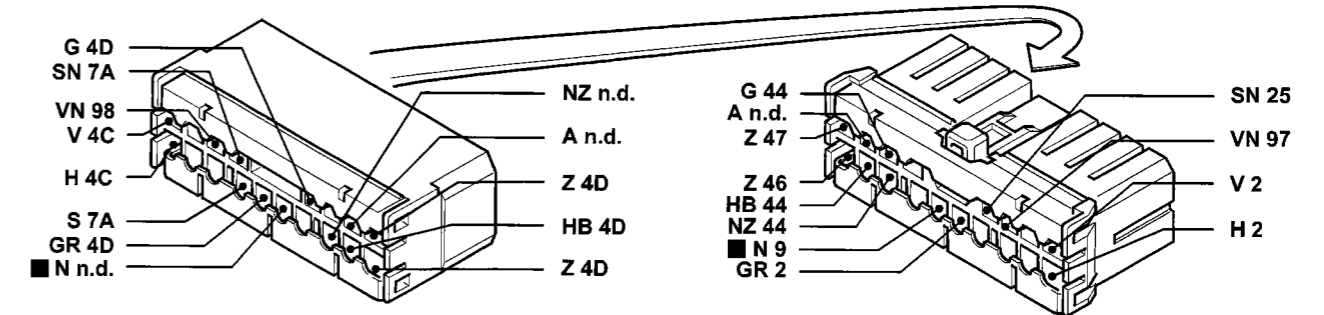 G 4D
SN 7A
VN 98
V 4C
H 4C
S 7A
GR 4D
■ N n.d.
NZ n.d.
A n.d.
Z 4D
HB 4D
Z 4D
G 44
A n.d.
Z 47
Z 46
HB 44
NZ 44
■ N 9
GR 2
SN 25
VN 97
V 2
H 2